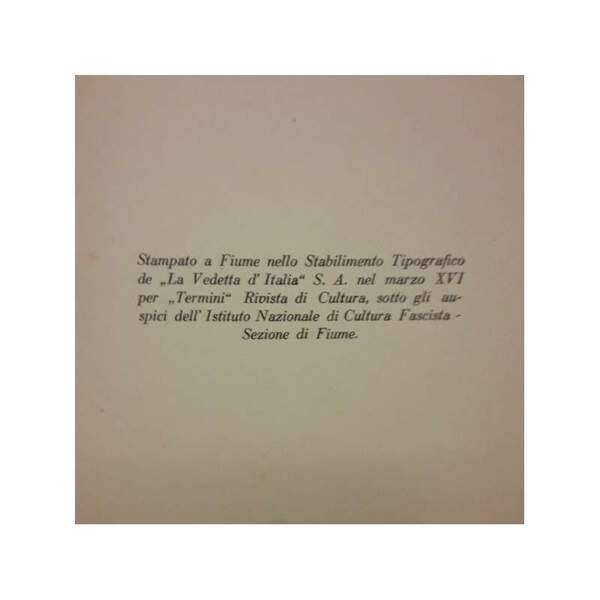 Stampato a Fiume nello Stabilimento Tipografico
de „La Vedetta d'Italia“ S. A. nel marzo XVI
per „Termini“ Rivista di Cultura, sotto gli au-
spici dell'Istituto Nazionale di Cultura Fascista -
Sezione di Fiume.